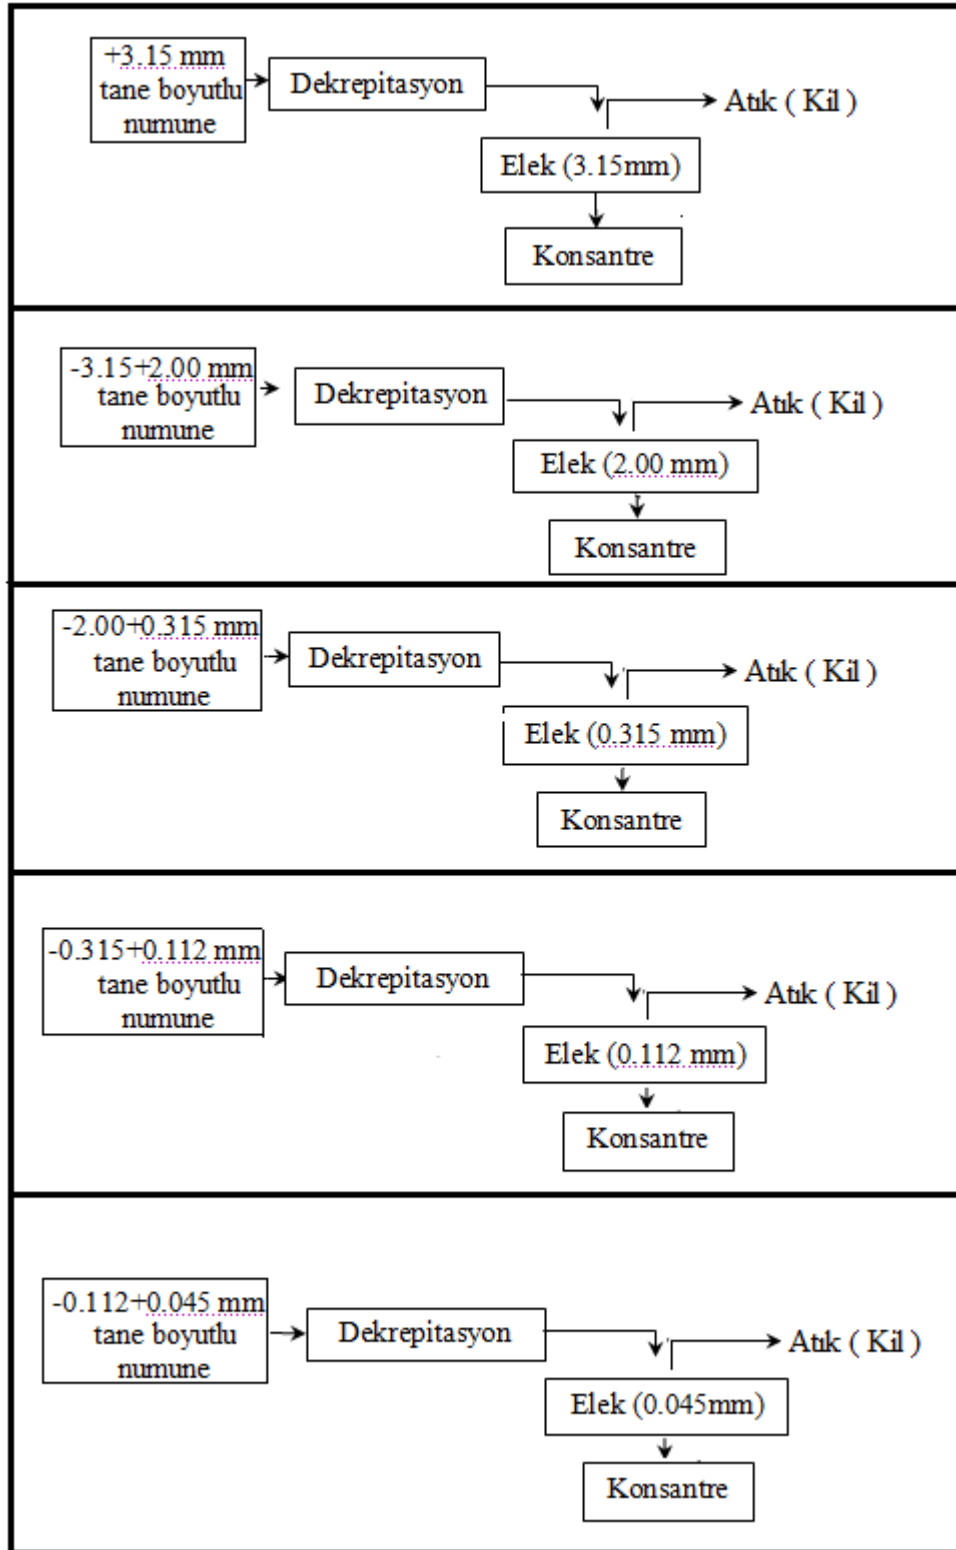 +3.15 mm
tane boyutlu
numune
Dekrepitasyon
Atık ( Kil )
Elek (3.15mm)
Konsantre
-3.15+2.00 mm
tane boyutlu
numune
Dekrepitasyon
Atık ( Kil )
Elek (2.00 mm)
Konsantre
-2.00+0.315 mm
tane boyutlu
numune
Dekrepitasyon
Atık ( Kil )
Elek (0.315 mm)
Konsantre
-0.315+0.112 mm
tane boyutlu
numune
Dekrepitasyon
Atık ( Kil )
Elek (0.112 mm)
Konsantre
-0.112+0.045 mm
tane boyutlu
numune
Dekrepitasyon
Atık ( Kil )
Elek (0.045mm)
Konsantre